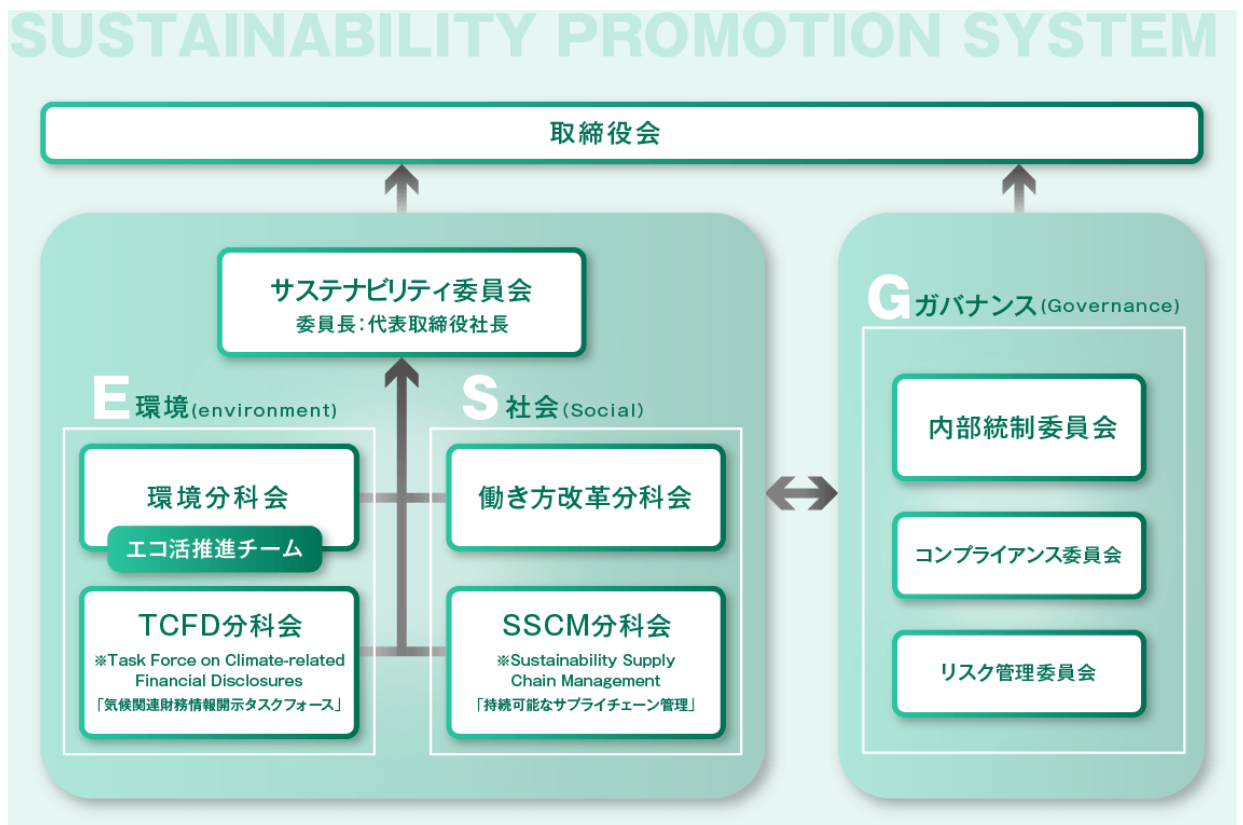 SUSTAINABILITY PROMOTION SYSTEM
取締役会
サステナビリティ委員会
委員長:代表取締役社長
E 環境(environment)
環境分科会
エコ活推進チーム
TCFD分科会
※Task Force on Climate-related
Financial Disclosures
「気候関連財務情報開示タスクフォース」
S 社会(Social)
働き方改革分科会
SSCM分科会
※Sustainability Supply
Chain Management
「持続可能なサプライチェーン管理」
G ガバナンス(Governance)
内部統制委員会
コンプライアンス委員会
リスク管理委員会